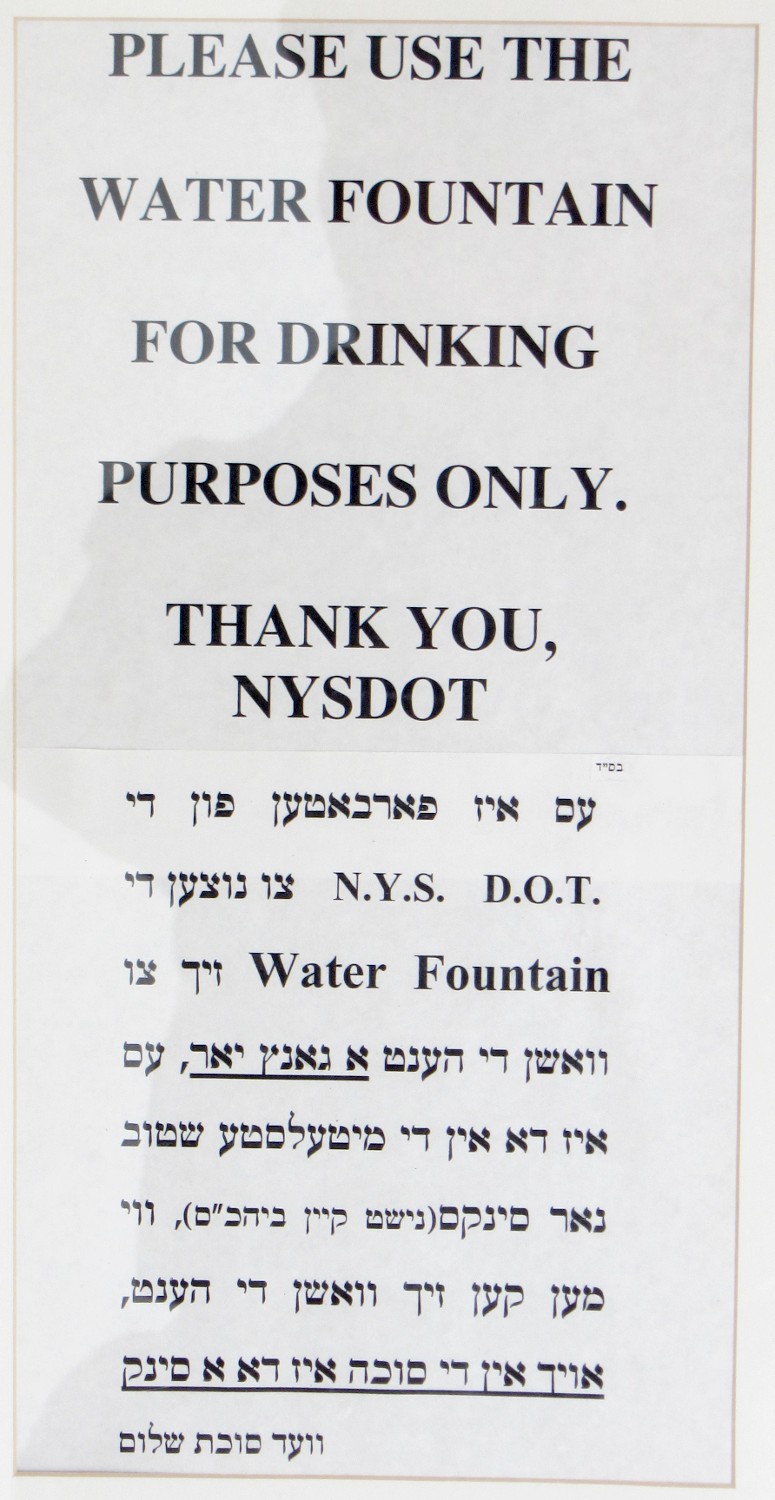 PLEASE USE THE
WATER FOUNTAIN
FOR DRINKING
PURPOSES ONLY.
THANK YOU,
NYSDOT
בס"ד
עס איז פארבאטען פון די
N.Y.S. D.O.T. צו נוצען די
Water Fountain זיך צו
וואשן די הענט א גאנץ יאר, עס
איז דא אין די מיטעלסטע שטוב
נאר סינקס(נישט קיין ביהכ"ס), ווי
מען קען זיך וואשן די הענט,
אויך אין די סוכה איז דא א סינק
וועד סוכת שלום